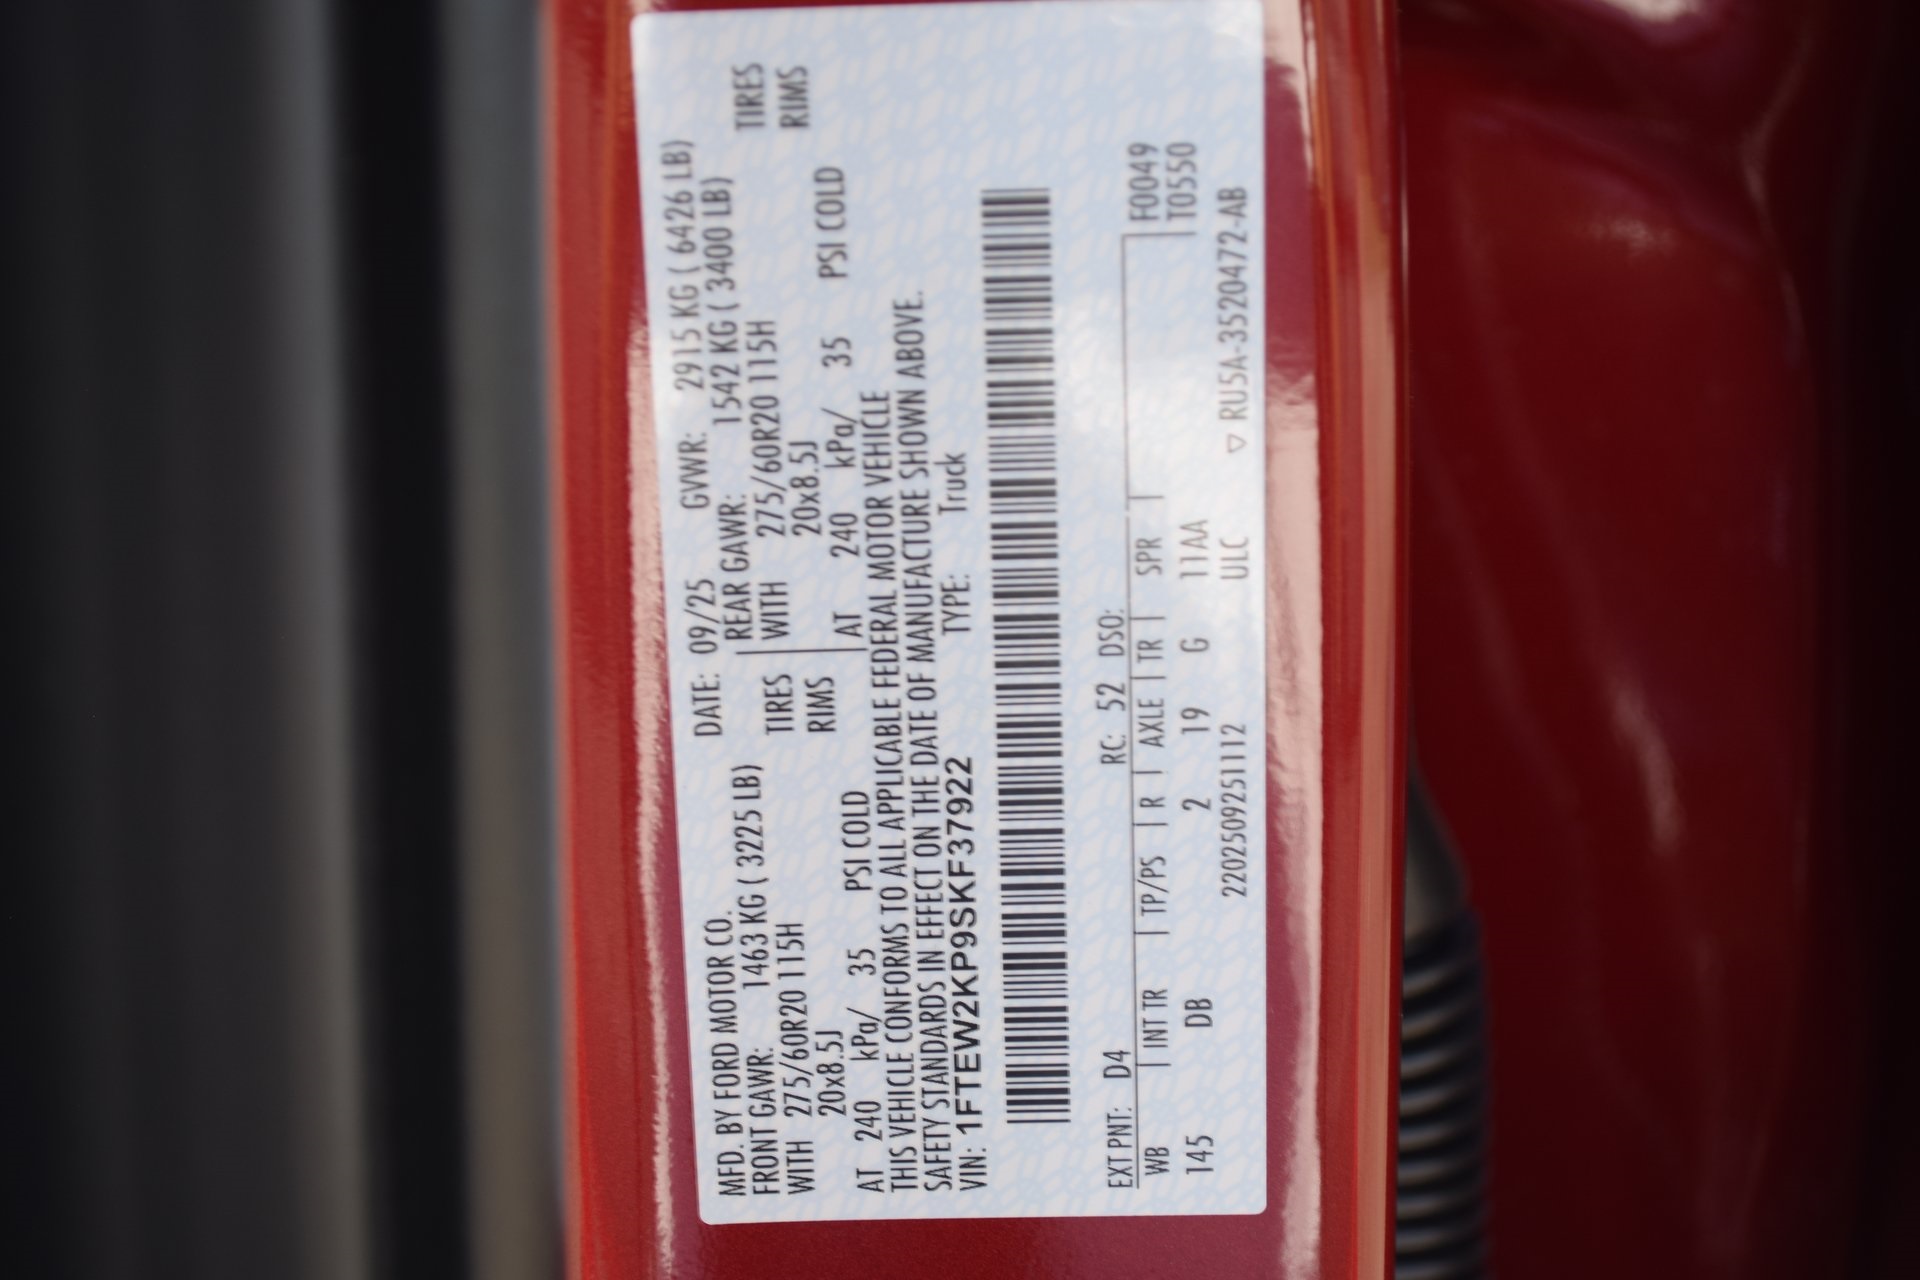 MFD. BY FORD MOTOR CO. DATE: 09/25 GVWR: 2915 KG ( 6426 LB)
FRONT GAWR: 1463 KG ( 3225 LB) REAR GAWR: 1542 KG ( 3400 LB)
WITH 275/60R20 115H TIRES WITH 275/60R20 115H TIRES
20x8.5J RIMS 20x8.5J RIMS
AT 240 kPa/ 35 PSI COLD AT 240 kPa/ 35 PSI COLD
THIS VEHICLE CONFORMS TO ALL APPLICABLE FEDERAL MOTOR VEHICLE
SAFETY STANDARDS IN EFFECT ON THE DATE OF MANUFACTURE SHOWN ABOVE.
VIN: 1FTEW2KP9SKF37922 TYPE: Truck
EXT PNT: D4 RC: 52 DSO:
WB | INT TR | TP/PS | R | AXLE | TR | SPR | F0049
145 DB 2 19 G 11AA T0550
2202509251112 ULC ▽ RU5A-3520472-AB